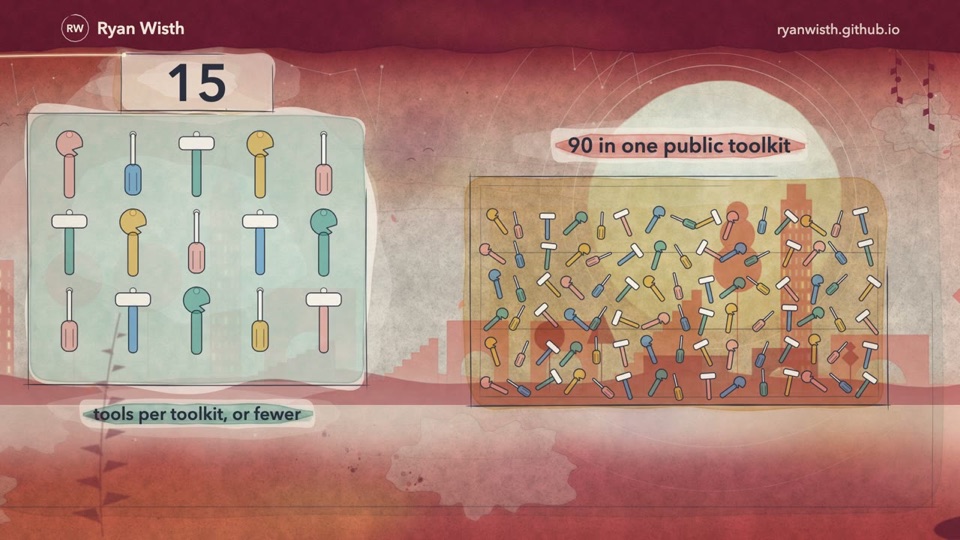 RW Ryan Wisth
ryanwisth.github.io
15
tools per toolkit, or fewer
90 in one public toolkit